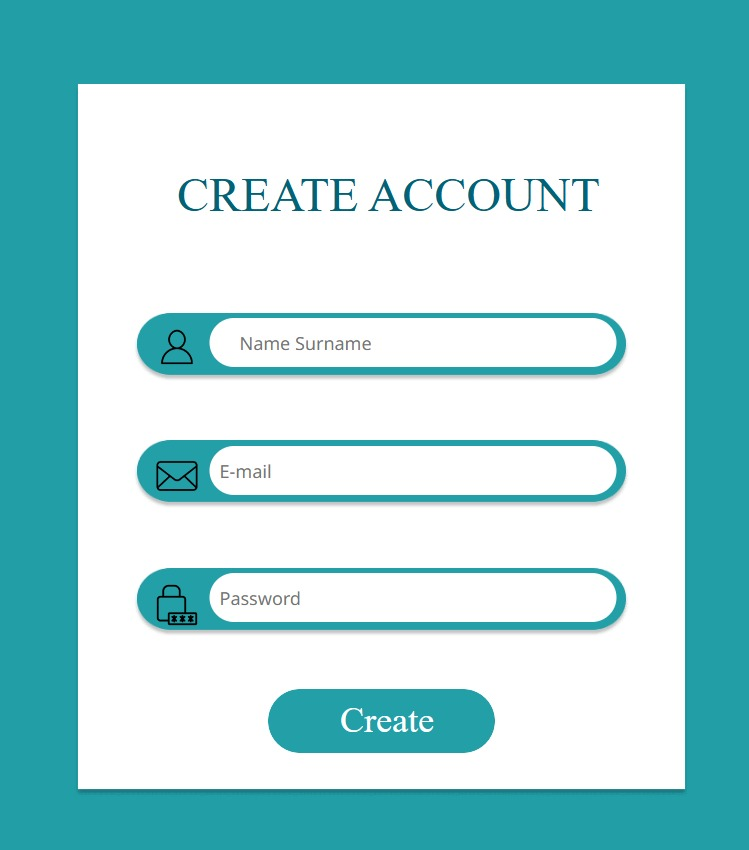 CREATE ACCOUNT
Name Surname
E-mail
Password
***
Create